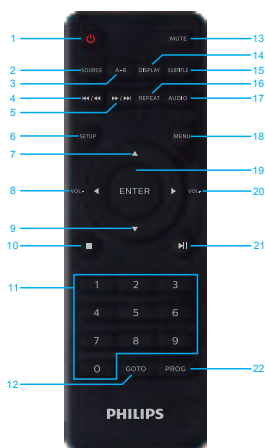 1 MUTE 13
14
2 SOURCE A-B DISPLAY SUBTITLE 15
3 16
4 REPEAT AUDIO 17
5
6 SETUP MENU 18
7
19
8 VOL- ENTER VOL+ 20
9
10 21
11 1 2 3
4 5 6
7 8 9
0 GOTO PROG 22
12
PHILIPS